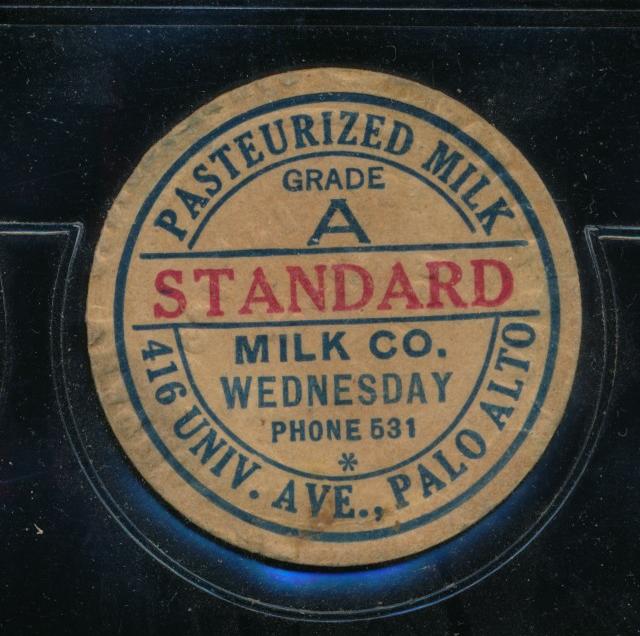 PASTEURIZED MILK
GRADE
A
STANDARD
MILK CO.
WEDNESDAY
PHONE 531
*
416 UNIV. AVE., PALO ALTO